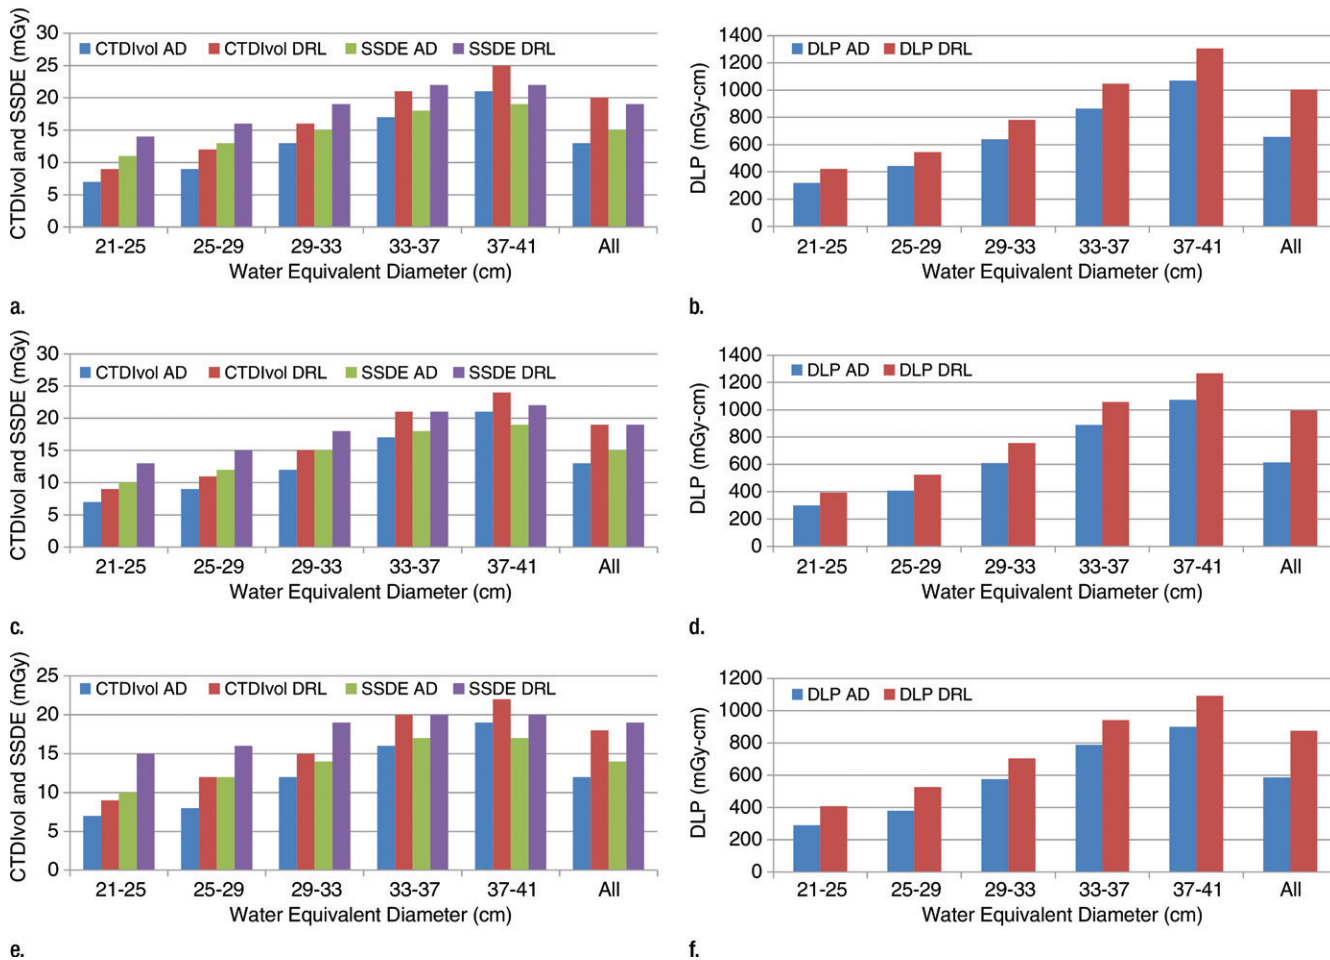 CTDIvol and SSDE (mGy)
30
25
20
15
10
5
0
CTDIvol AD CTDIvol DRL SSDE AD SSDE DRL
21-25 25-29 29-33 33-37 37-41 All
Water Equivalent Diameter (cm)
a.
DLP (mGy-cm)
1400
1200
1000
800
600
400
200
0
DLP AD DLP DRL
21-25 25-29 29-33 33-37 37-41 All
Water Equivalent Diameter (cm)
b.
CTDIvol and SSDE (mGy)
30
25
20
15
10
5
0
CTDIvol AD CTDIvol DRL SSDE AD SSDE DRL
21-25 25-29 29-33 33-37 37-41 All
Water Equivalent Diameter (cm)
c.
DLP (mGy-cm)
1400
1200
1000
800
600
400
200
0
DLP AD DLP DRL
21-25 25-29 29-33 33-37 37-41 All
Water Equivalent Diameter (cm)
d.
CTDIvol and SSDE (mGy)
25
20
15
10
5
0
CTDIvol AD CTDIvol DRL SSDE AD SSDE DRL
21-25 25-29 29-33 33-37 37-41 All
Water Equivalent Diameter (cm)
e.
DLP (mGy-cm)
1200
1000
800
600
400
200
0
DLP AD DLP DRL
21-25 25-29 29-33 33-37 37-41 All
Water Equivalent Diameter (cm)
f.